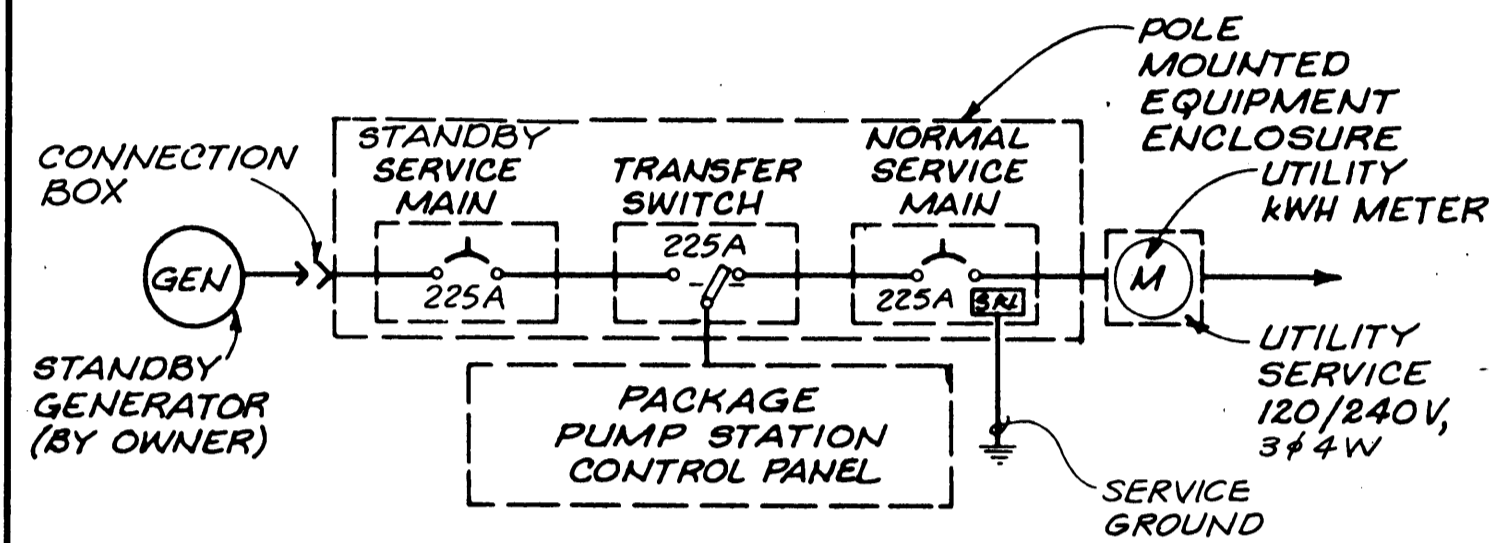 POLE
MOUNTED
EQUIPMENT
ENCLOSURE
CONNECTION
BOX
STANDBY
SERVICE
MAIN
225A
TRANSFER
SWITCH
225A
NORMAL
SERVICE
MAIN
225A
UTILITY
KWH METER
GEN
M
STANDBY
GENERATOR
(BY OWNER)
PACKAGE
PUMP STATION
CONTROL PANEL
UTILITY
SERVICE
120/240V,
3φ4W
SERVICE
GROUND